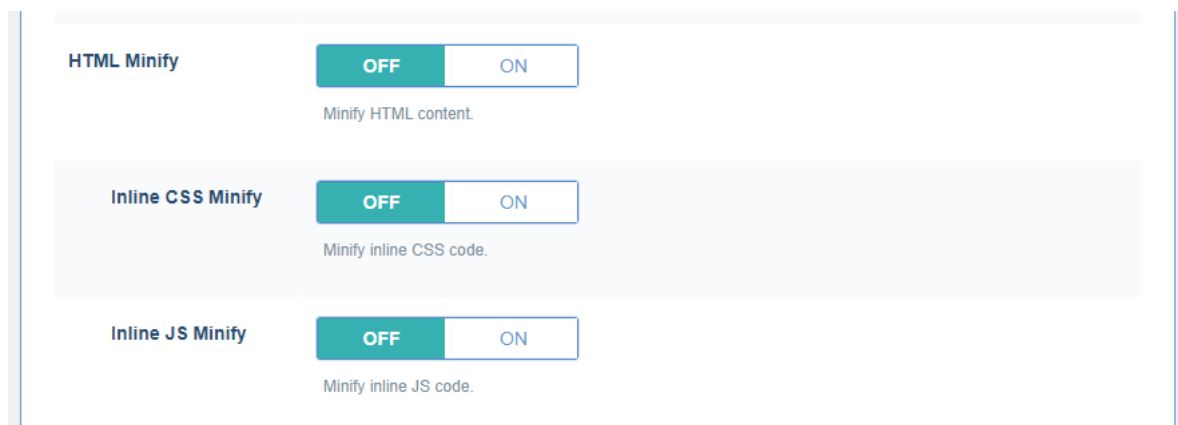 HTML Minify
OFF ON
Minify HTML content.
Inline CSS Minify
OFF ON
Minify inline CSS code.
Inline JS Minify
OFF ON
Minify inline JS code.